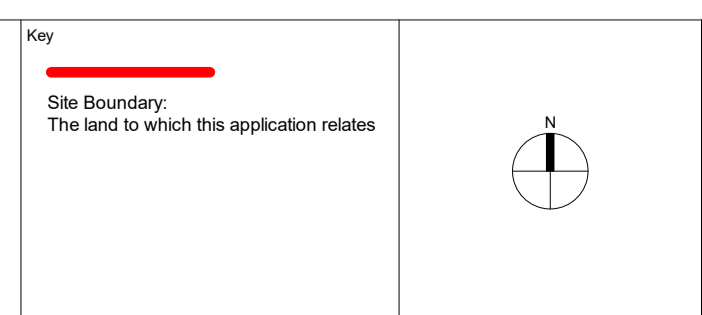 Key
Site Boundary:
The land to which this application relates
N